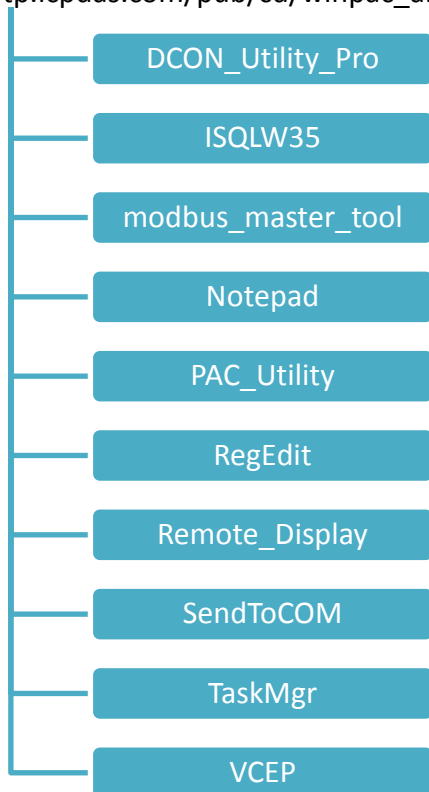 DCON_Utility_Pro
ISQLW35
modbus_master_tool
Notepad
PAC_Utility
RegEdit
Remote_Display
SendToCOM
TaskMgr
VCEP